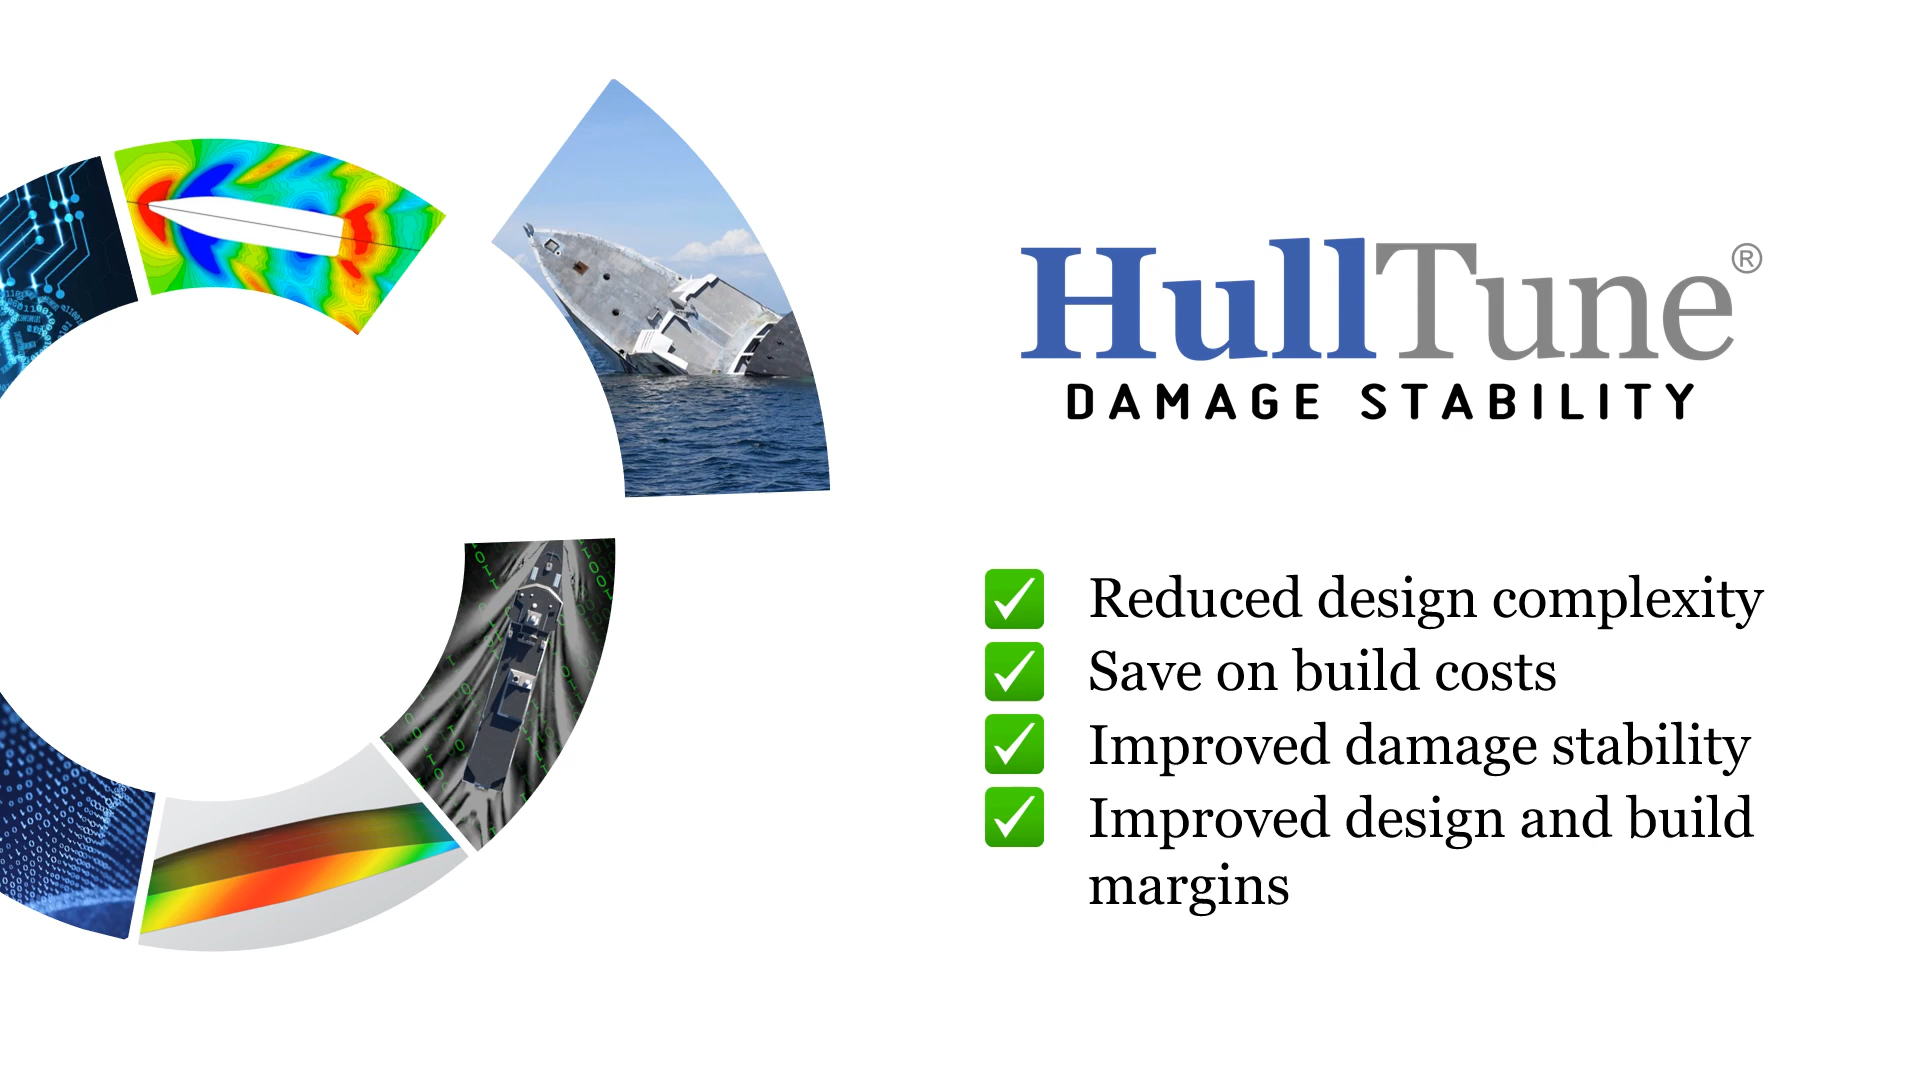 HullTune®
DAMAGE STABILITY
✅ Reduced design complexity
✅ Save on build costs
✅ Improved damage stability
✅ Improved design and build
margins